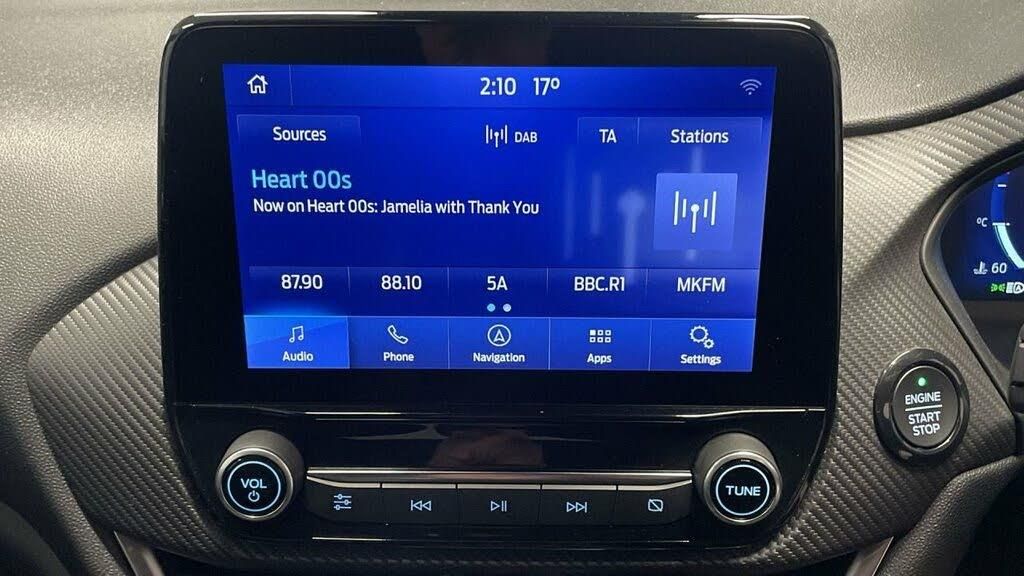 2:10 17°
Sources DAB TA Stations
Heart 00s
Now on Heart 00s: Jamelia with Thank You
87.90 88.10 5A BBC.R1 MKFM
Audio Phone Navigation Apps Settings
°C
60
ENGINE
START
STOP
VOL
TUNE